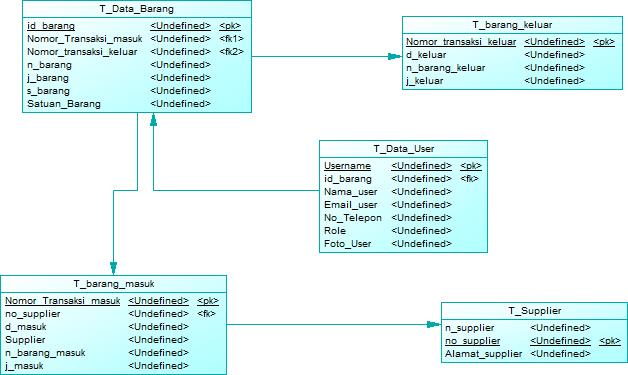 T_Data_Barang
id_barang <Undefined> <pk>
Nomor_Transaksi_masuk <Undefined> <fk1>
Nomor_transaksi_keluar <Undefined> <fk2>
n_barang <Undefined>
j_barang <Undefined>
s_barang <Undefined>
Satuan_Barang <Undefined>
T_barang_keluar
Nomor_transaksi_keluar <Undefined> <pk>
d_keluar <Undefined>
n_barang_keluar <Undefined>
j_keluar <Undefined>
T_Data_User
Username <Undefined> <pk>
id_barang <Undefined> <fk>
Nama_user <Undefined>
Email_user <Undefined>
No_Telepon <Undefined>
Role <Undefined>
Foto_User <Undefined>
T_barang_masuk
Nomor_Transaksi_masuk <Undefined> <pk>
no_supplier <Undefined> <fk>
d_masuk <Undefined>
Supplier <Undefined>
n_barang_masuk <Undefined>
j_masuk <Undefined>
T_Supplier
n_supplier <Undefined>
no_supplier <Undefined> <pk>
Alamat_supplier <Undefined>